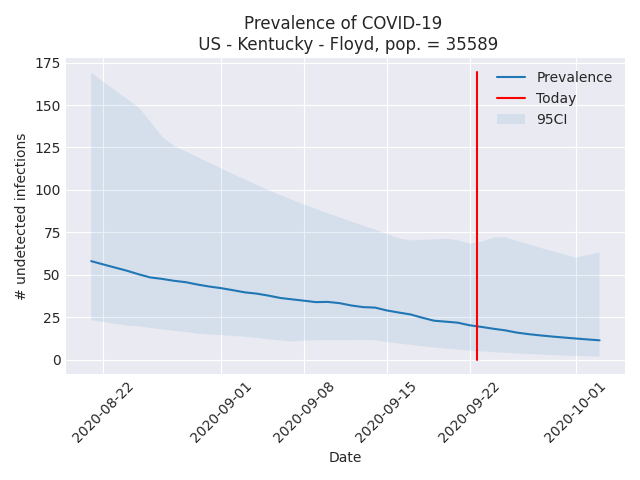 Prevalence of COVID-19
US - Kentucky - Floyd, pop. = 35589
175
150
125
100
75
50
25
0
# undetected infections
Prevalence
Today
95CI
2020-08-22
2020-09-01
2020-09-08
2020-09-15
2020-09-22
2020-10-01
Date